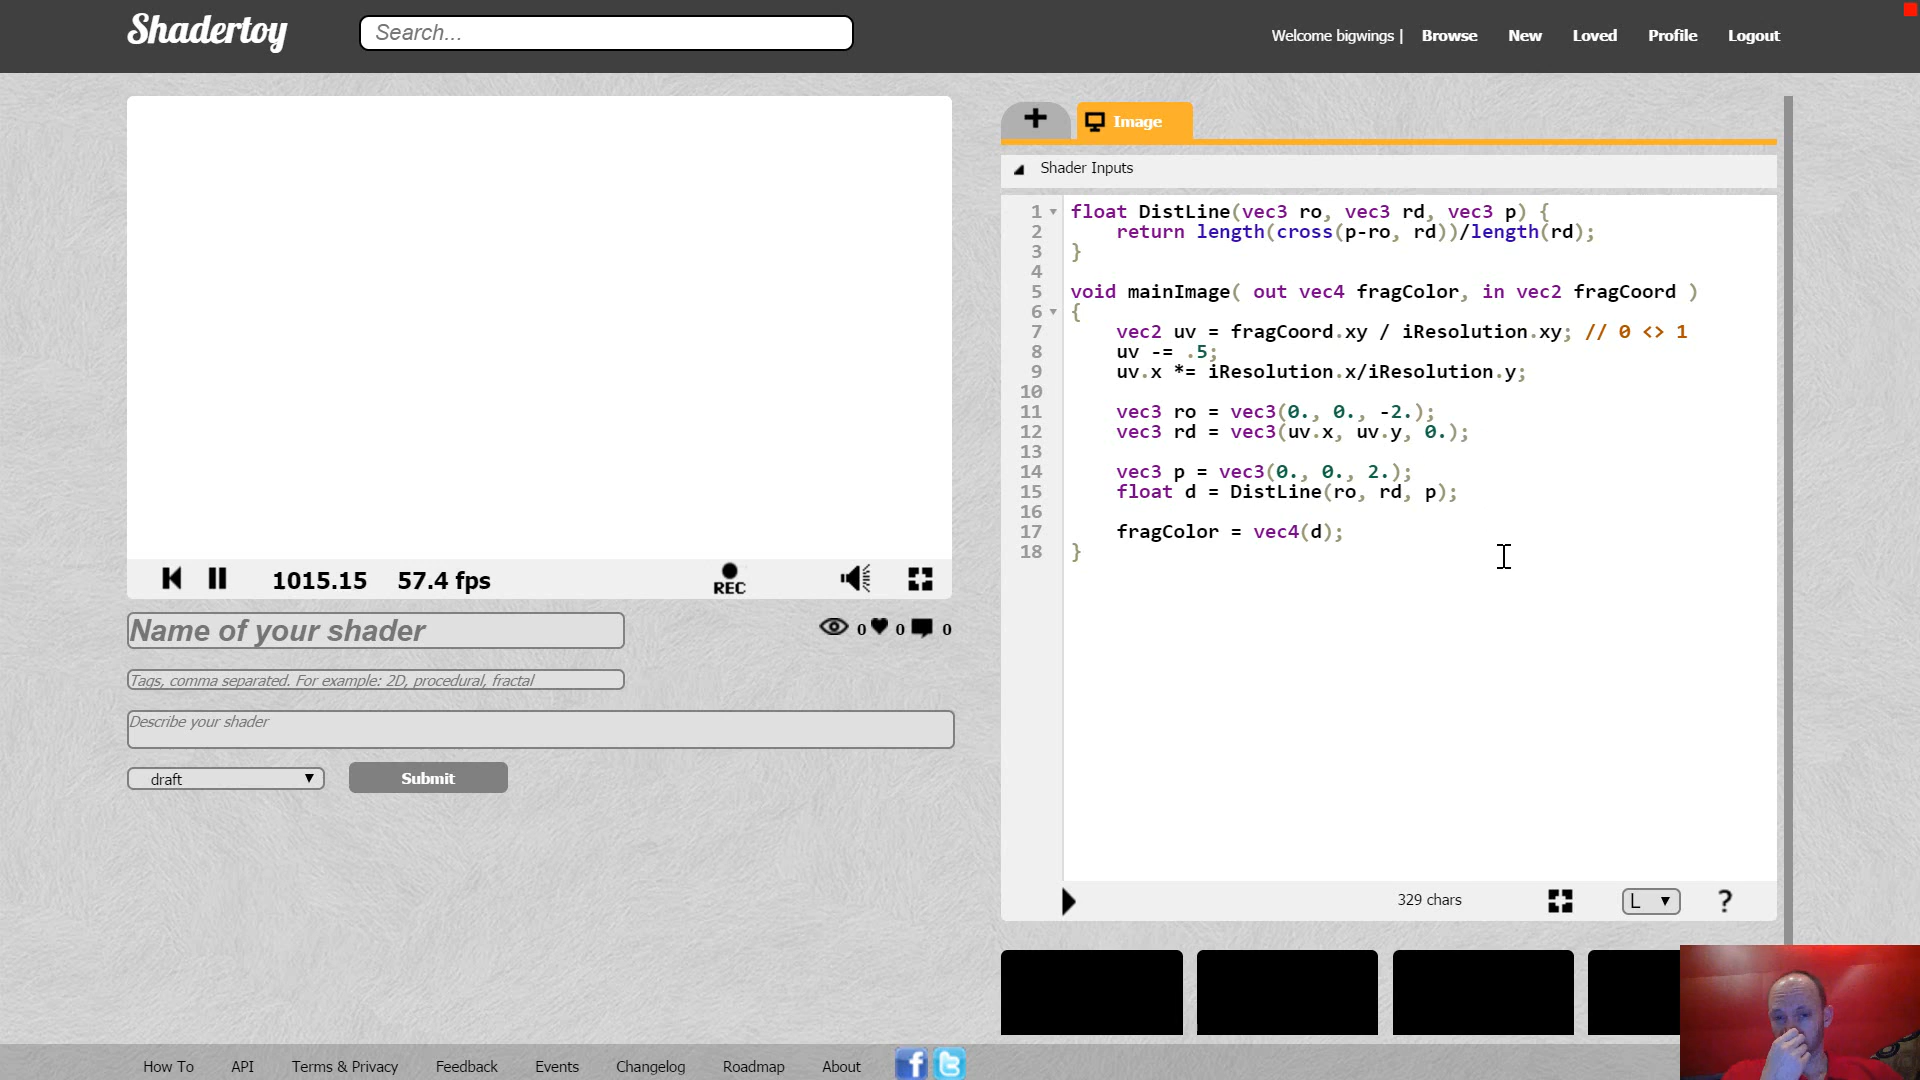 Shadertoy
Search...
Welcome bigwings | Browse New Loved Profile Logout
+ Image
Shader Inputs
1 float DistLine(vec3 ro, vec3 rd, vec3 p) {
2     return length(cross(p-ro, rd))/length(rd);
3 }
4
5 void mainImage( out vec4 fragColor, in vec2 fragCoord )
6 {
7     vec2 uv = fragCoord.xy / iResolution.xy; // 0 <> 1
8     uv -= .5;
9     uv.x *= iResolution.x/iResolution.y;
10
11     vec3 ro = vec3(0., 0., -2.);
12     vec3 rd = vec3(uv.x, uv.y, 0.);
13
14     vec3 p = vec3(0., 0., 2.);
15     float d = DistLine(ro, rd, p);
16
17     fragColor = vec4(d);
18 }
1015.15 57.4 fps REC
Name of your shader
0 0 0
Tags, comma separated. For example: 2D, procedural, fractal
Describe your shader
draft Submit
329 chars L ?
How To API Terms & Privacy Feedback Events Changelog Roadmap About f t